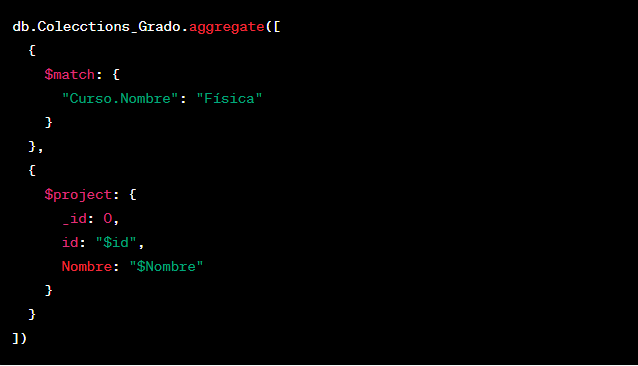 db.Colecctions_Grado.aggregate([
  {
    $match: {
      "Curso.Nombre": "Física"
    }
  },
  {
    $project: {
      _id: 0,
      id: "$id",
      Nombre: "$Nombre"
    }
  }
])